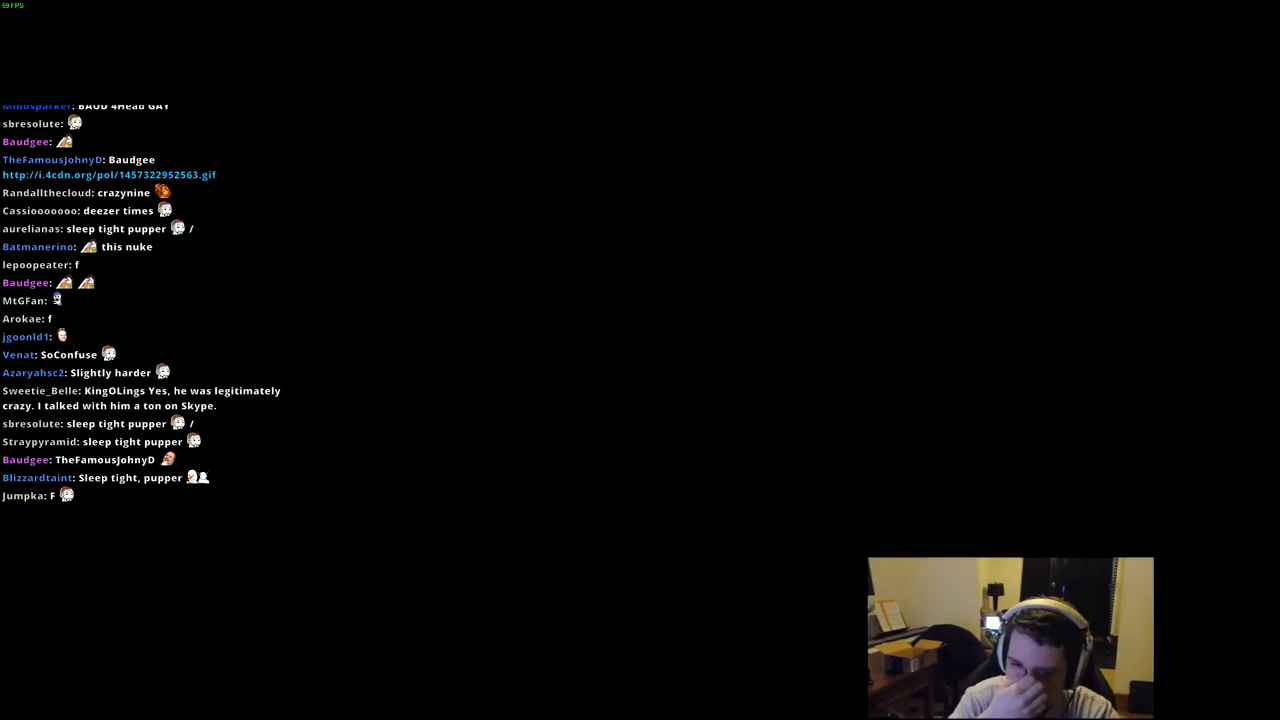 59 FPS
Mindsparker: BAUD 4Head GAY
sbresolute:
Baudgee:
TheFamousJohnyD: Baudgee
http://i.4cdn.org/pol/1457322952563.gif
Randallthecloud: crazynine
Cassiooooooo: deezer times
aurelianas: sleep tight pupper /
Batmanerino: this nuke
lepoopeater: f
Baudgee:
MtGFan:
Arokae: f
jgoonld1:
Venat: SoConfuse
Azaryahsc2: Slightly harder
Sweetie_Belle: KingOLings Yes, he was legitimately
crazy. I talked with him a ton on Skype.
sbresolute: sleep tight pupper /
Straypyramid: sleep tight pupper
Baudgee: TheFamousJohnyD
Blizzardtaint: Sleep tight, pupper
Jumpka: F